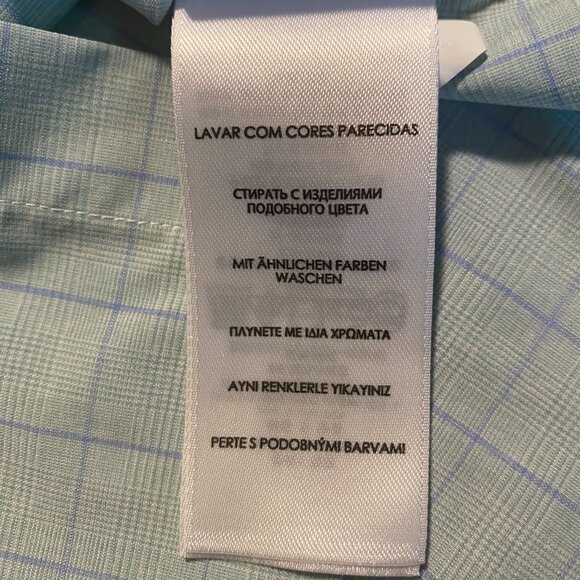 LAVAR COM CORES PARECIDAS
СТИРАТЬ С ИЗДЕЛИЯМИ
ПОДОБНОГО ЦВЕТА
MIT ÄHNLICHEN FARBEN
WASCHEN
ΠΛΥΝΕΤΕ ΜΕ ΙΔΙΑ ΧΡΩΜΑΤΑ
AYNI RENKLERLE YIKAYINIZ
PERTE S PODOBNÝMI BARVAMI